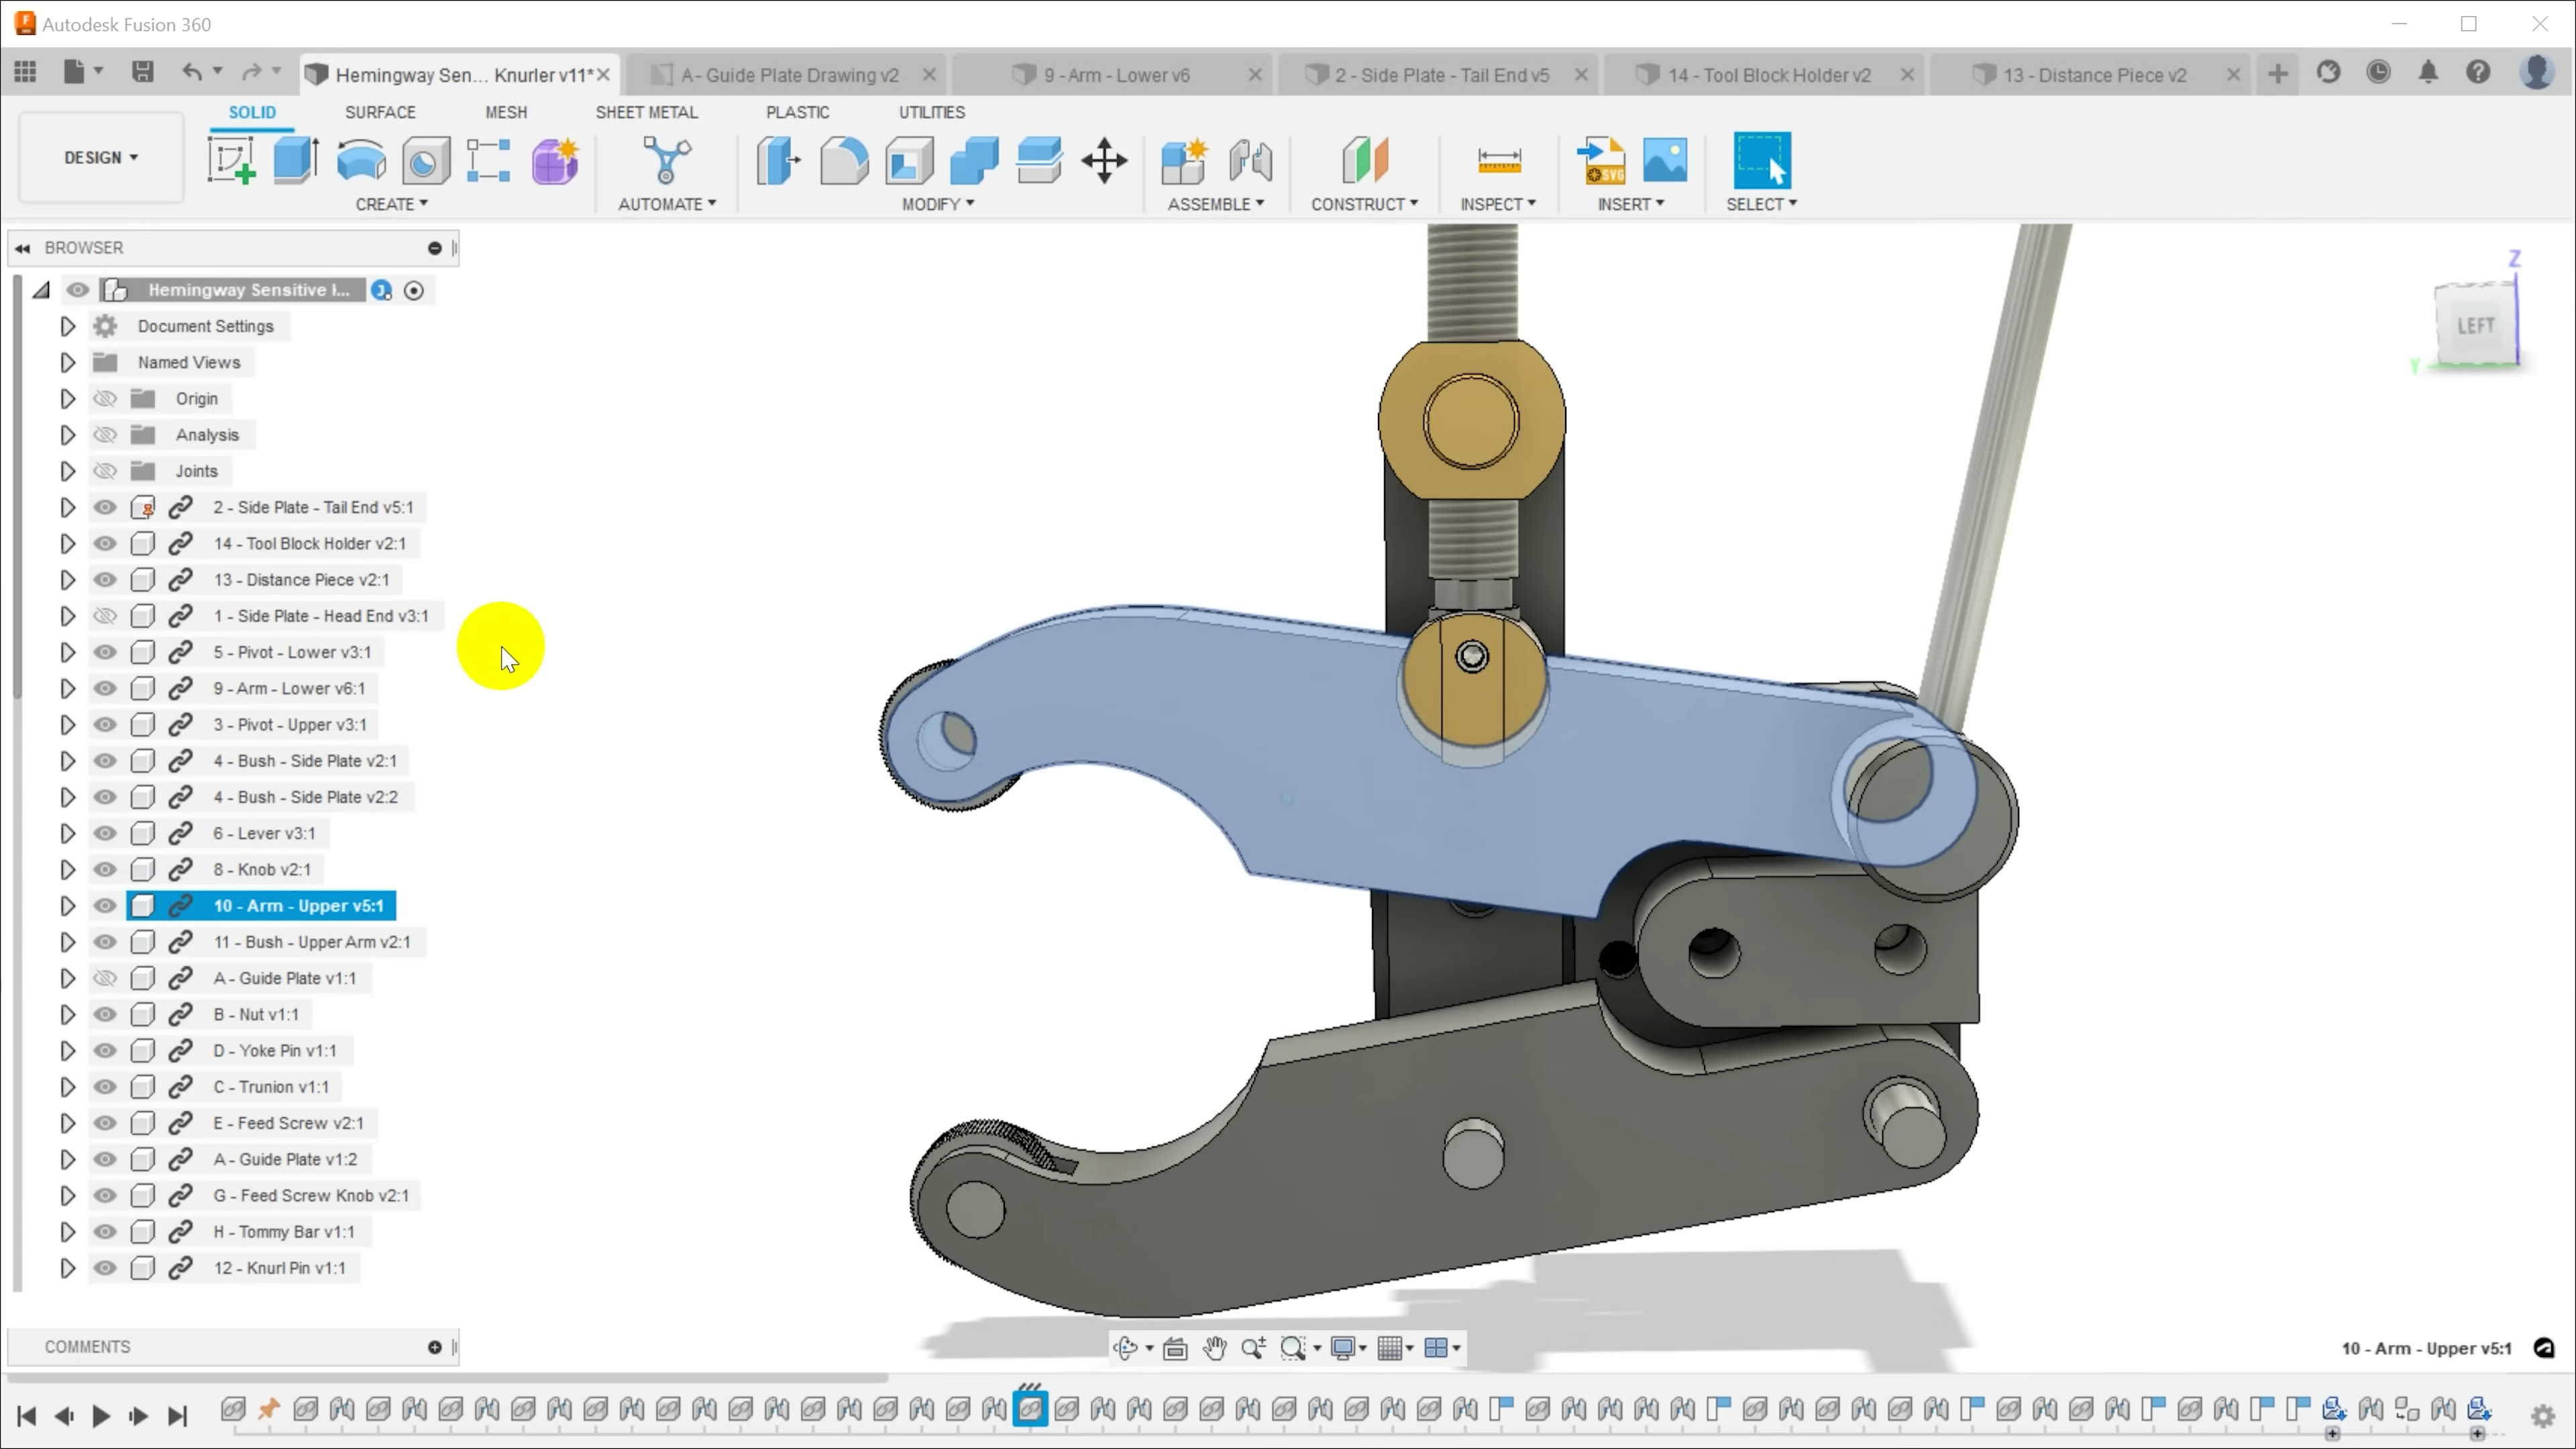 Autodesk Fusion 360
Hemingway Sen... Knurler v11*
A - Guide Plate Drawing v2
9 - Arm - Lower v6
2 - Side Plate - Tail End v5
14 - Tool Block Holder v2
13 - Distance Piece v2
SOLID
SURFACE
MESH
SHEET METAL
PLASTIC
UTILITIES
DESIGN
SVG
CREATE
AUTOMATE
MODIFY
ASSEMBLE
CONSTRUCT
INSPECT
INSERT
SELECT
BROWSER
Hemingway Sensitive I...
Document Settings
Named Views
Origin
Analysis
Joints
2 - Side Plate - Tail End v5:1
14 - Tool Block Holder v2:1
13 - Distance Piece v2:1
1 - Side Plate - Head End v3:1
5 - Pivot - Lower v3:1
9 - Arm - Lower v6:1
3 - Pivot - Upper v3:1
4 - Bush - Side Plate v2:1
4 - Bush - Side Plate v2:2
6 - Lever v3:1
8 - Knob v2:1
10 - Arm - Upper v5:1
11 - Bush - Upper Arm v2:1
A - Guide Plate v1:1
B - Nut v1:1
D - Yoke Pin v1:1
C - Trunion v1:1
E - Feed Screw v2:1
A - Guide Plate v1:2
G - Feed Screw Knob v2:1
H - Tommy Bar v1:1
12 - Knurl Pin v1:1
Z
LEFT
Y
COMMENTS
10 - Arm - Upper v5:1